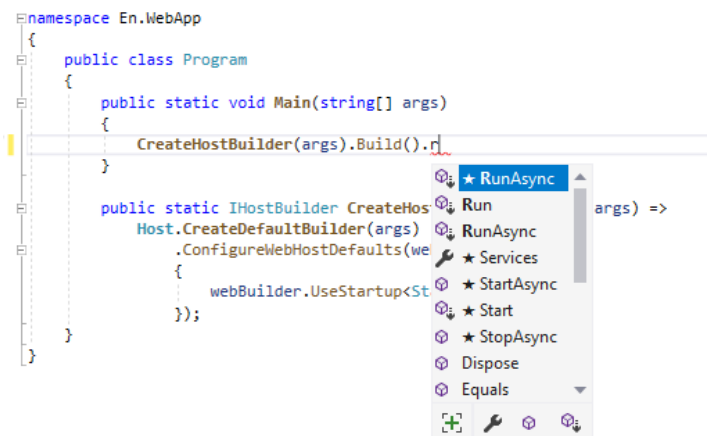 namespace En.WebApp
{
public class Program
{
public static void Main(string[] args)
{
CreateHostBuilder(args).Build().r
}
★ RunAsync
Run
RunAsync
★ Services
★ StartAsync
★ Start
★ StopAsync
Dispose
Equals
public static IHostBuilder CreateHos args) =>
Host.CreateDefaultBuilder(args)
.ConfigureWebHostDefaults(we
{
webBuilder.UseStartup<St
});
}
}